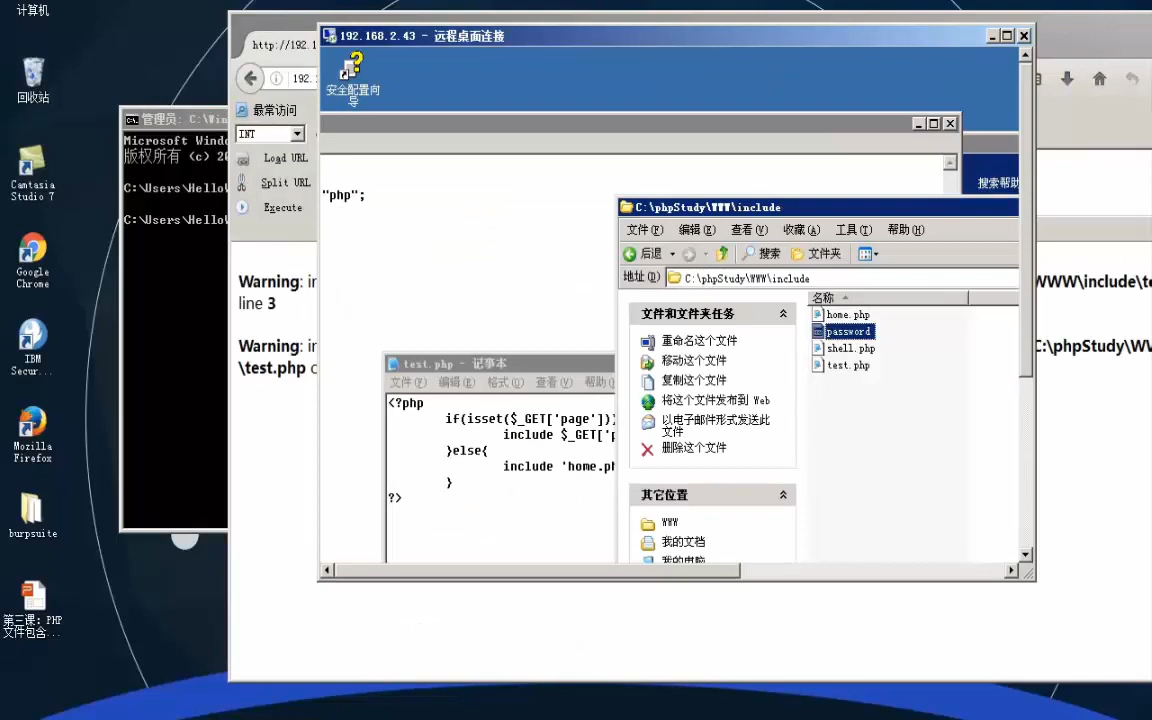 计算机
回收站
Camtasia
Studio 7
Google
Chrome
IBM
Secur...
Mozilla
Firefox
burpsuite
第三课：PHP
文件包含...
管理员: C:\Win
Microsoft Windo
版权所有 (c) 20
C:\Users\HelloW
C:\Users\HelloW
http://192.1
192.
最常访问
INT
Load URL
Split URL
Execute
Warning: in
line 3
WWW\include\te
Warning: in
C:\phpStudy\WW
\test.php o
192.168.2.43 - 远程桌面连接
安全配置向
导
"php";
搜索帮助
test.php - 记事本
文件(F) 编辑(E) 格式(O) 查看(V) 帮助(
<?php
if(isset($_GET['page'])
include $_GET['p
}else{
include 'home.ph
}
?>
C:\phpStudy\WWW\include
文件(F) 编辑(E) 查看(V) 收藏(A) 工具(T) 帮助(H)
后退 搜索 文件夹
地址(D) C:\phpStudy\WWW\include
文件和文件夹任务
重命名这个文件
移动这个文件
复制这个文件
将这个文件发布到 Web
以电子邮件形式发送此
文件
删除这个文件
其它位置
WWW
我的文档
我的电脑
名称
home.php
password
shell.php
test.php